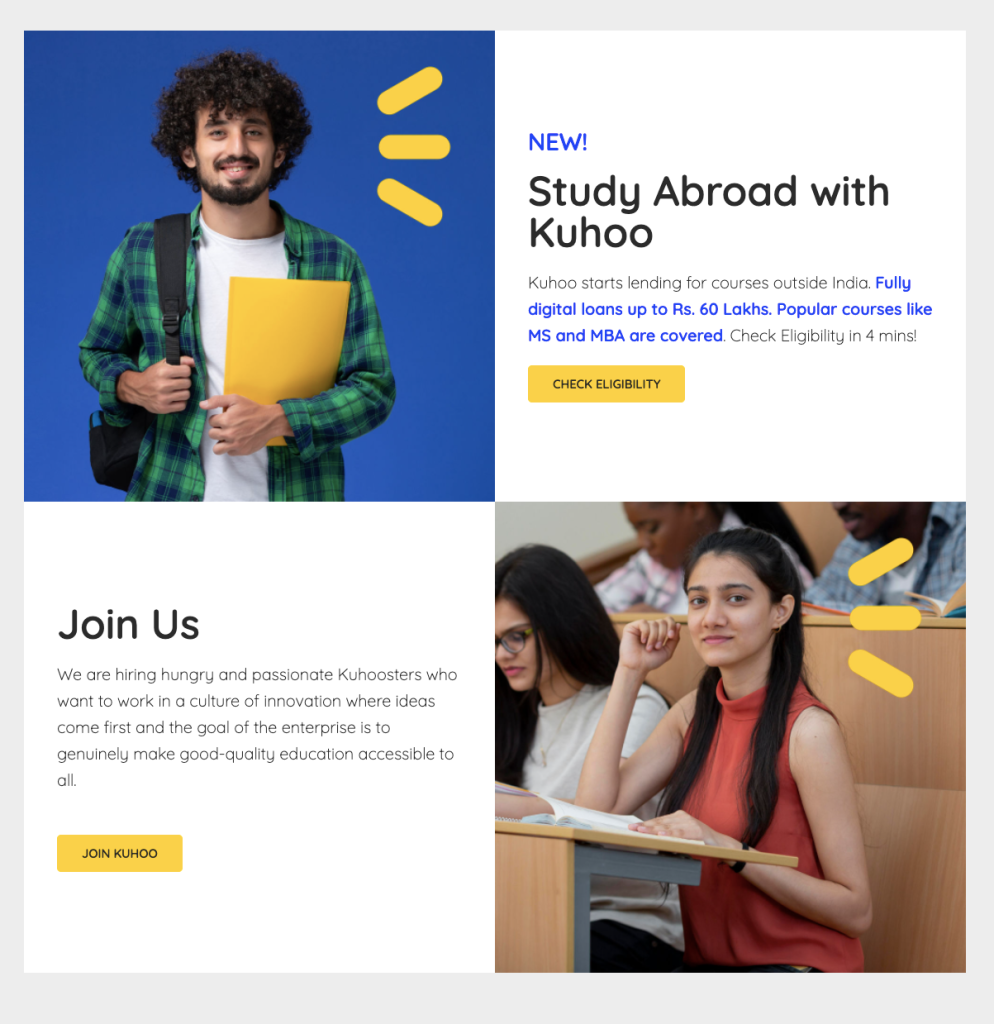 NEW!
Study Abroad with
Kuhoo
Kuhoo starts lending for courses outside India. Fully
digital loans up to Rs. 60 Lakhs. Popular courses like
MS and MBA are covered. Check Eligibility in 4 mins!
CHECK ELIGIBILITY
Join Us
We are hiring hungry and passionate Kuhoosters who
want to work in a culture of innovation where ideas
come first and the goal of the enterprise is to
genuinely make good-quality education accessible to
all.
JOIN KUHOO